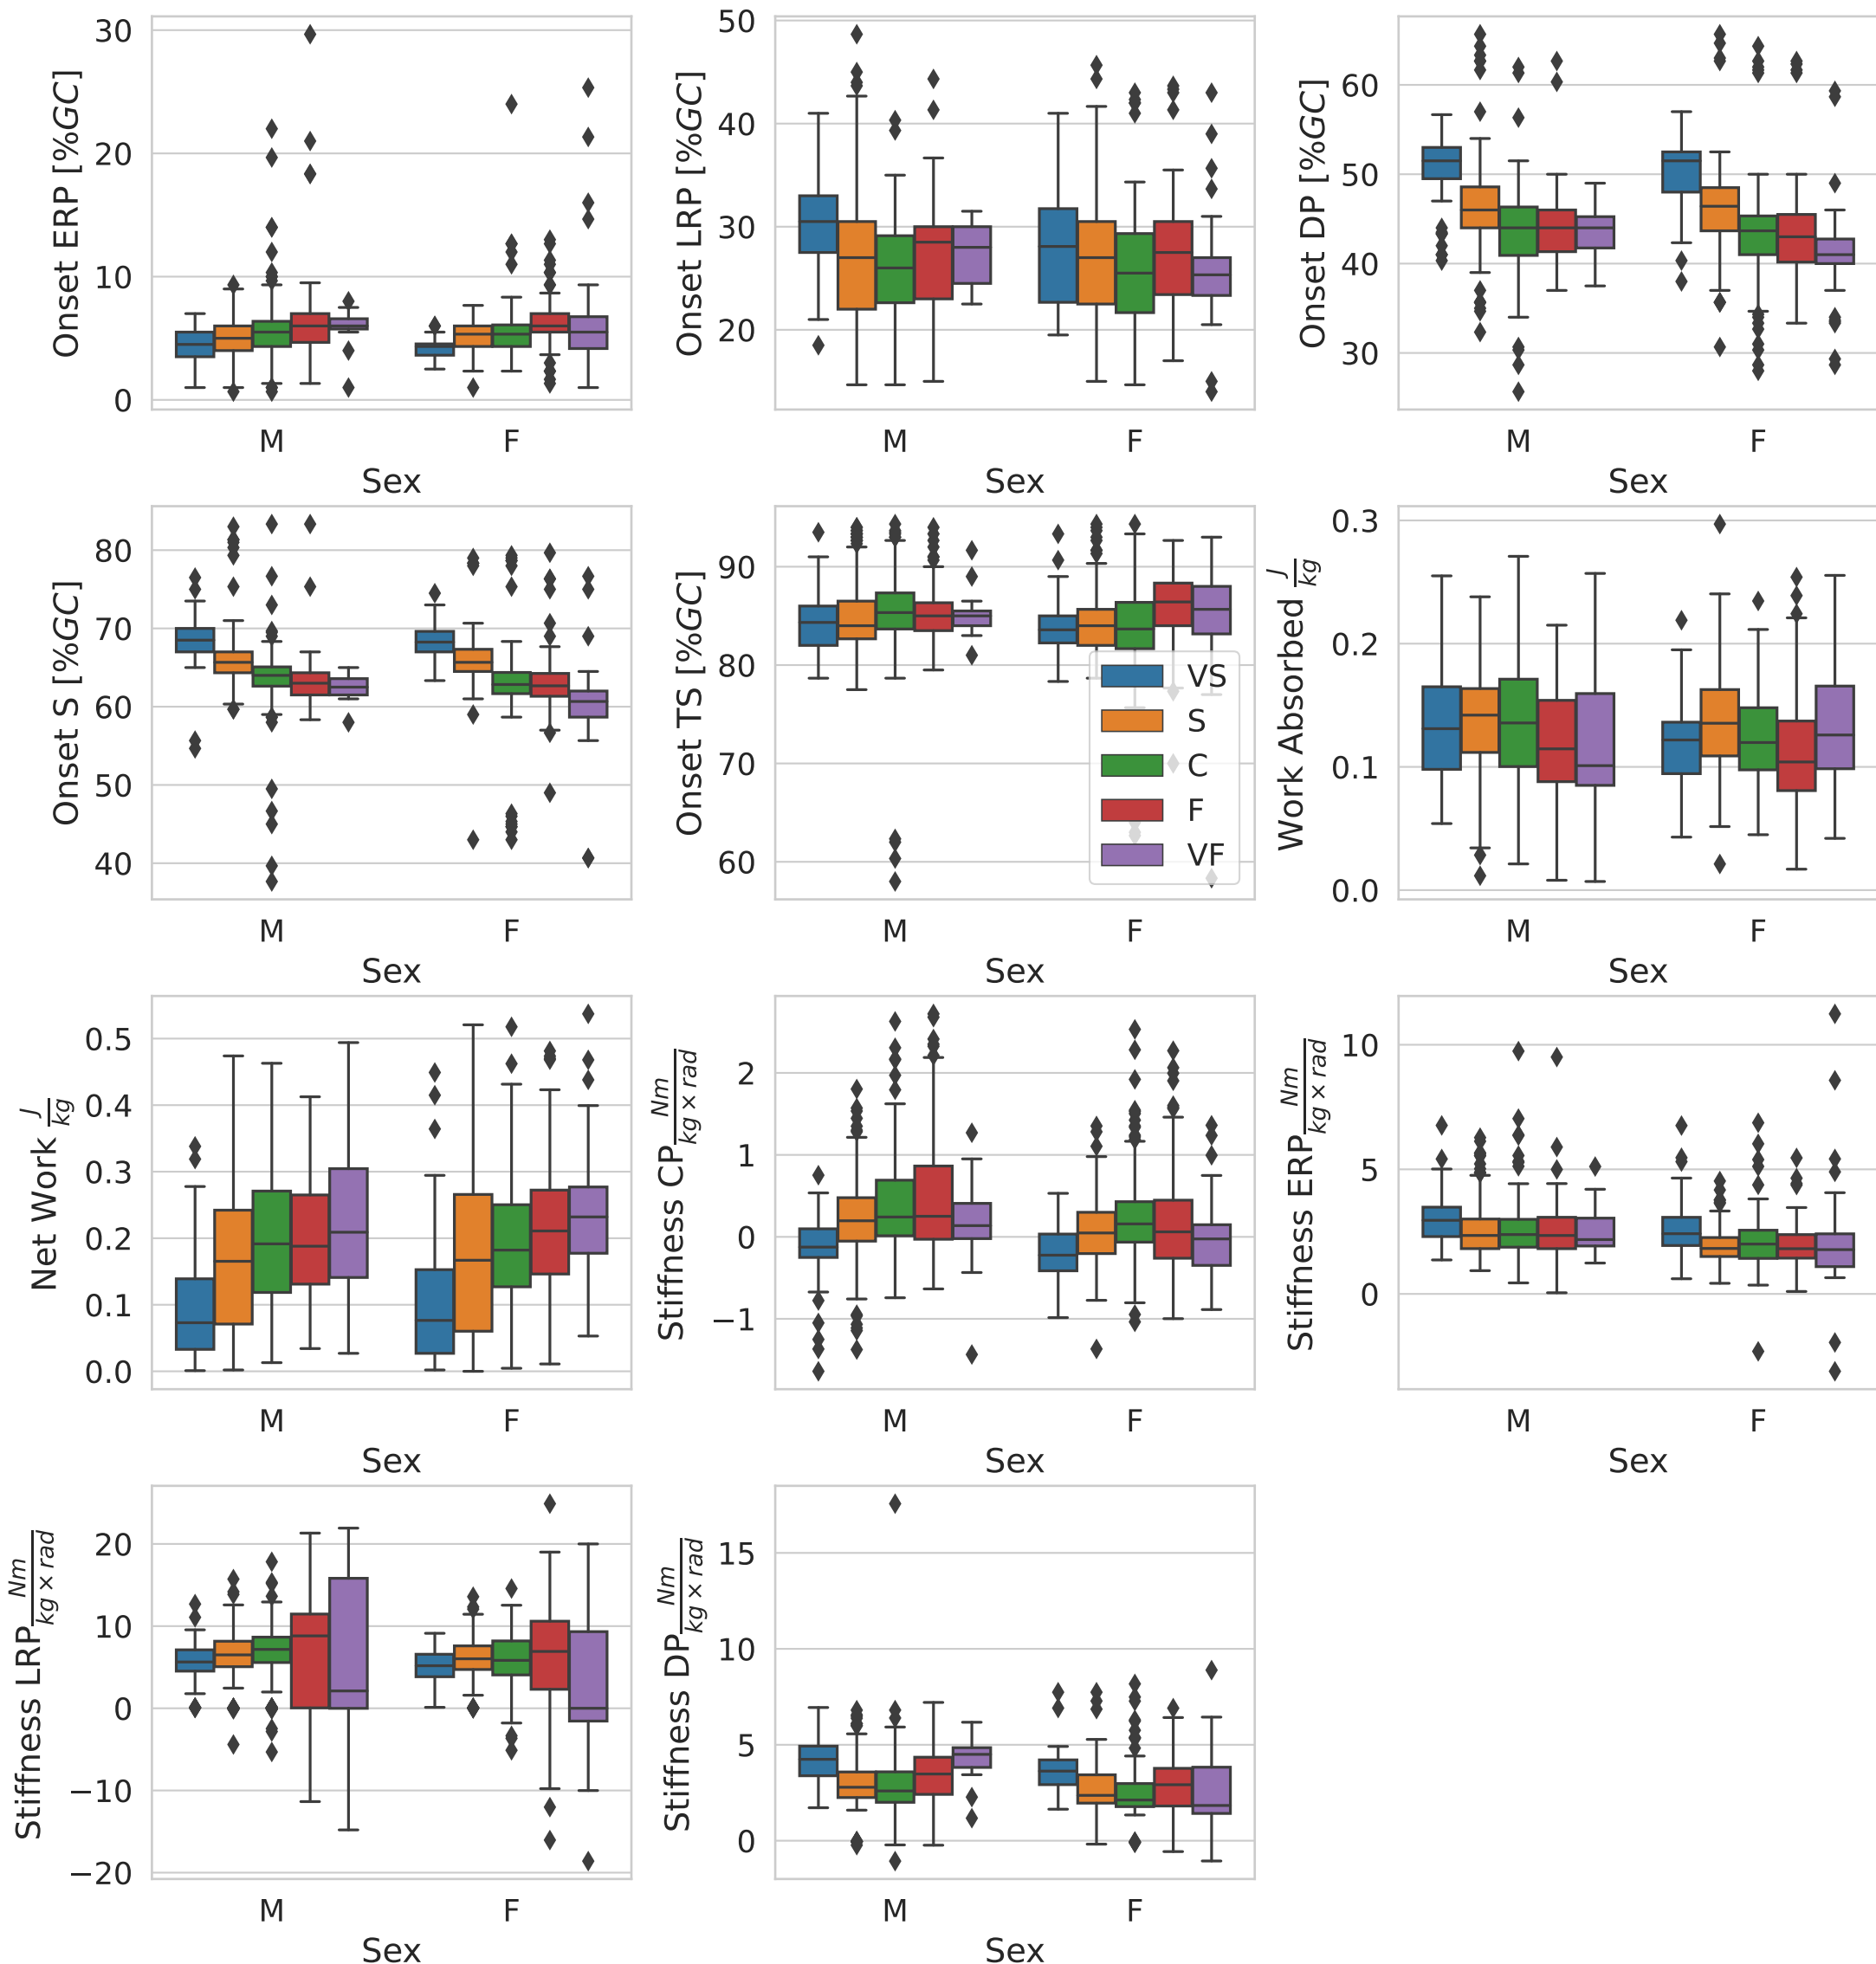 Onset ERP [%GC]
30
20
10
0
M F
Sex
Onset LRP [%GC]
50
40
30
20
M F
Sex
Onset DP [%GC]
60
50
40
30
M F
Sex
Onset S [%GC]
80
70
60
50
40
M F
Sex
Onset TS [%GC]
90
80
70
60
VS
S
C
F
VF
M F
Sex
Work Absorbed J/kg
0.3
0.2
0.1
0.0
M F
Sex
Net Work J/kg
0.5
0.4
0.3
0.2
0.1
0.0
M F
Sex
Stiffness CP Nm/kg × rad
2
1
0
−1
M F
Sex
Stiffness ERP Nm/kg × rad
10
5
0
M F
Sex
Stiffness LRP Nm/kg × rad
20
10
0
−10
−20
M F
Sex
Stiffness DP Nm/kg × rad
15
10
5
0
M F
Sex